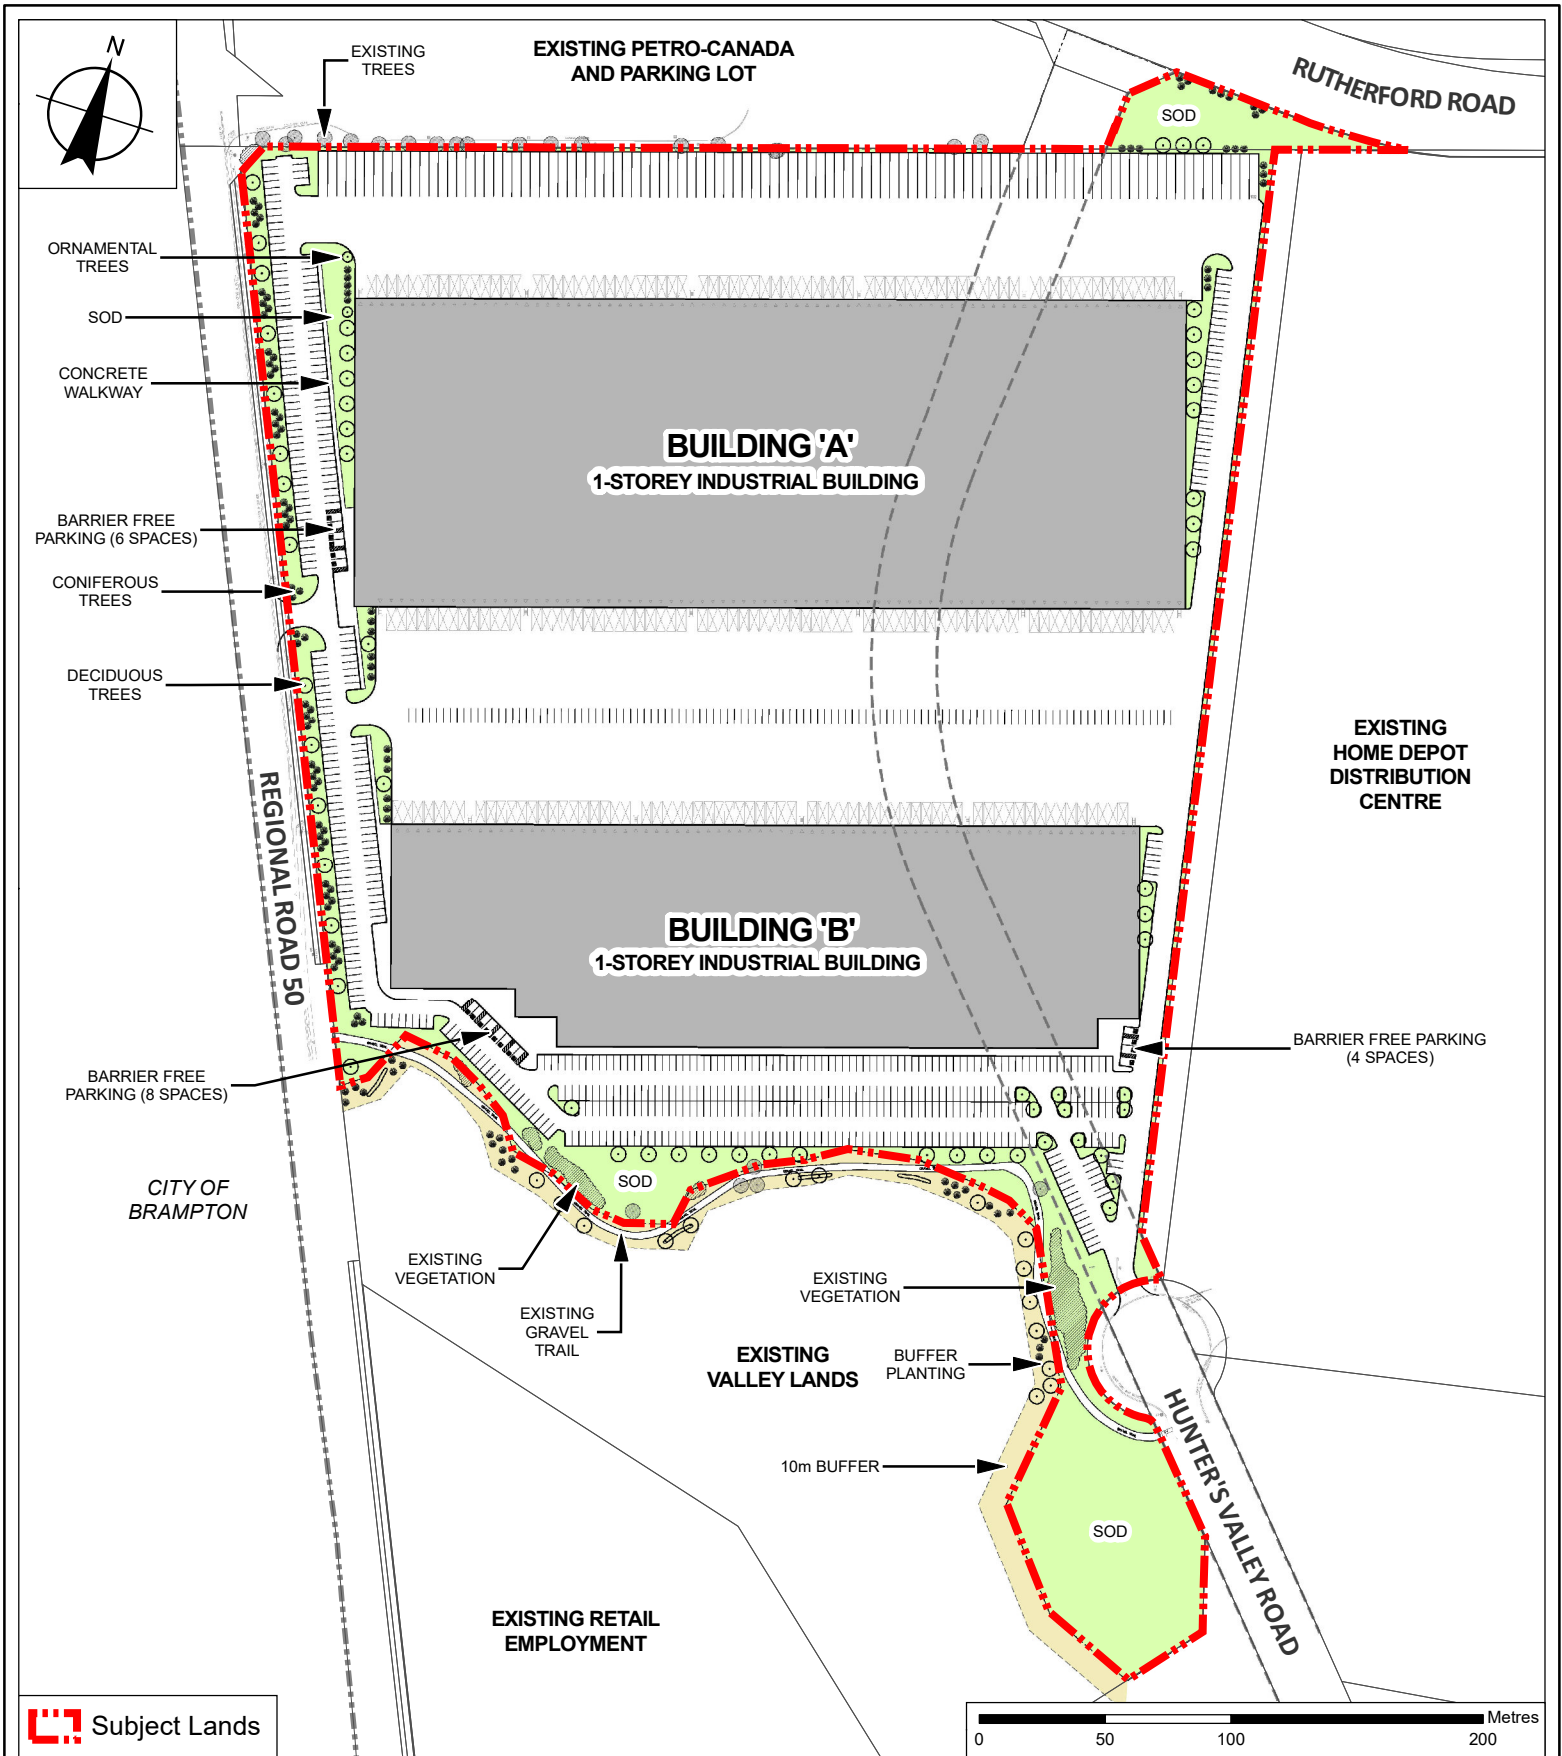 N
EXISTING
TREES
EXISTING PETRO-CANADA
AND PARKING LOT
RUTHERFORD ROAD
SOD
ORNAMENTAL
TREES
SOD
CONCRETE
WALKWAY
BUILDING 'A'
1-STOREY INDUSTRIAL BUILDING
BARRIER FREE
PARKING (6 SPACES)
CONIFEROUS
TREES
DECIDUOUS
TREES
REGIONAL ROAD 50
EXISTING
HOME DEPOT
DISTRIBUTION
CENTRE
BUILDING 'B'
1-STOREY INDUSTRIAL BUILDING
BARRIER FREE PARKING
(4 SPACES)
BARRIER FREE
PARKING (8 SPACES)
CITY OF
BRAMPTON
SOD
EXISTING
VEGETATION
EXISTING
GRAVEL
TRAIL
EXISTING
VEGETATION
EXISTING
VALLEY LANDS
BUFFER
PLANTING
HUNTER'S VALLEY ROAD
10m BUFFER
SOD
EXISTING RETAIL
EMPLOYMENT
Subject Lands
Metres
0 50 100 200